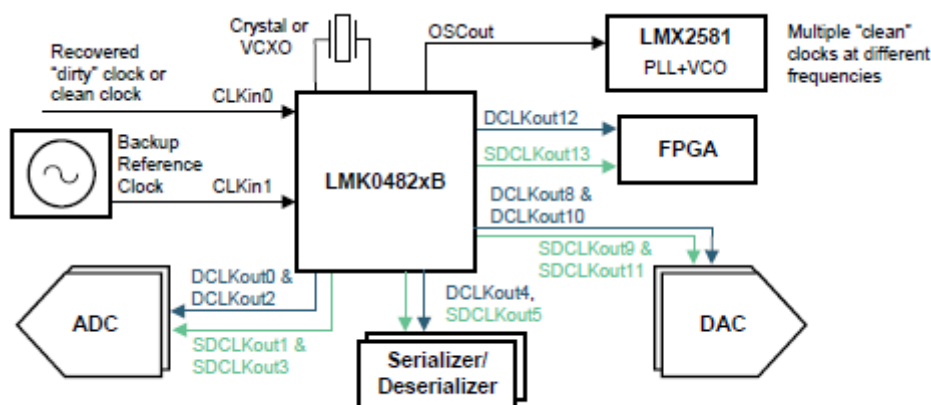 Crystal or
VCXO
OSCout
LMX2581
PLL+VCO
Multiple “clean”
clocks at different
frequencies
Recovered
“dirty” clock or
clean clock
CLKin0
Backup
Reference
Clock
CLKin1
LMK0482xB
DCLKout12
SDCLKout13
FPGA
DCLKout8 &
DCLKout10
SDCLKout9 &
SDCLKout11
DAC
DCLKout0 &
DCLKout2
ADC
SDCLKout1 &
SDCLKout3
DCLKout4,
SDCLKout5
Serializer/
Deserializer